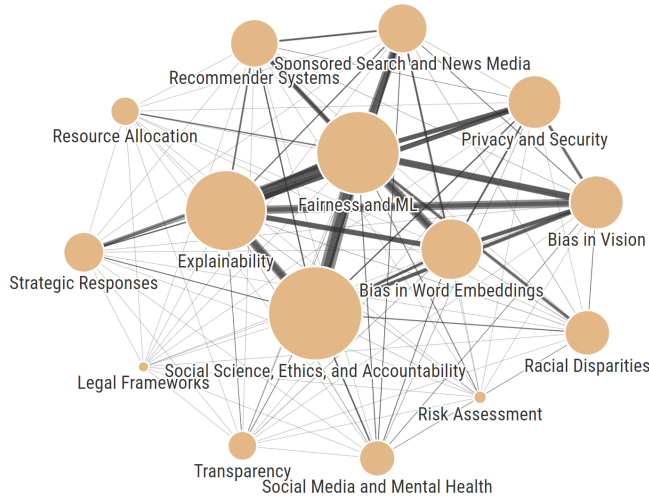 Sponsored Search and News Media
Recommender Systems
Resource Allocation
Privacy and Security
Fairness and ML
Bias in Vision
Explainability
Strategic Responses
Bias in Word Embeddings
Social Science, Ethics, and Accountability
Racial Disparities
Legal Frameworks
Risk Assessment
Transparency
Social Media and Mental Health